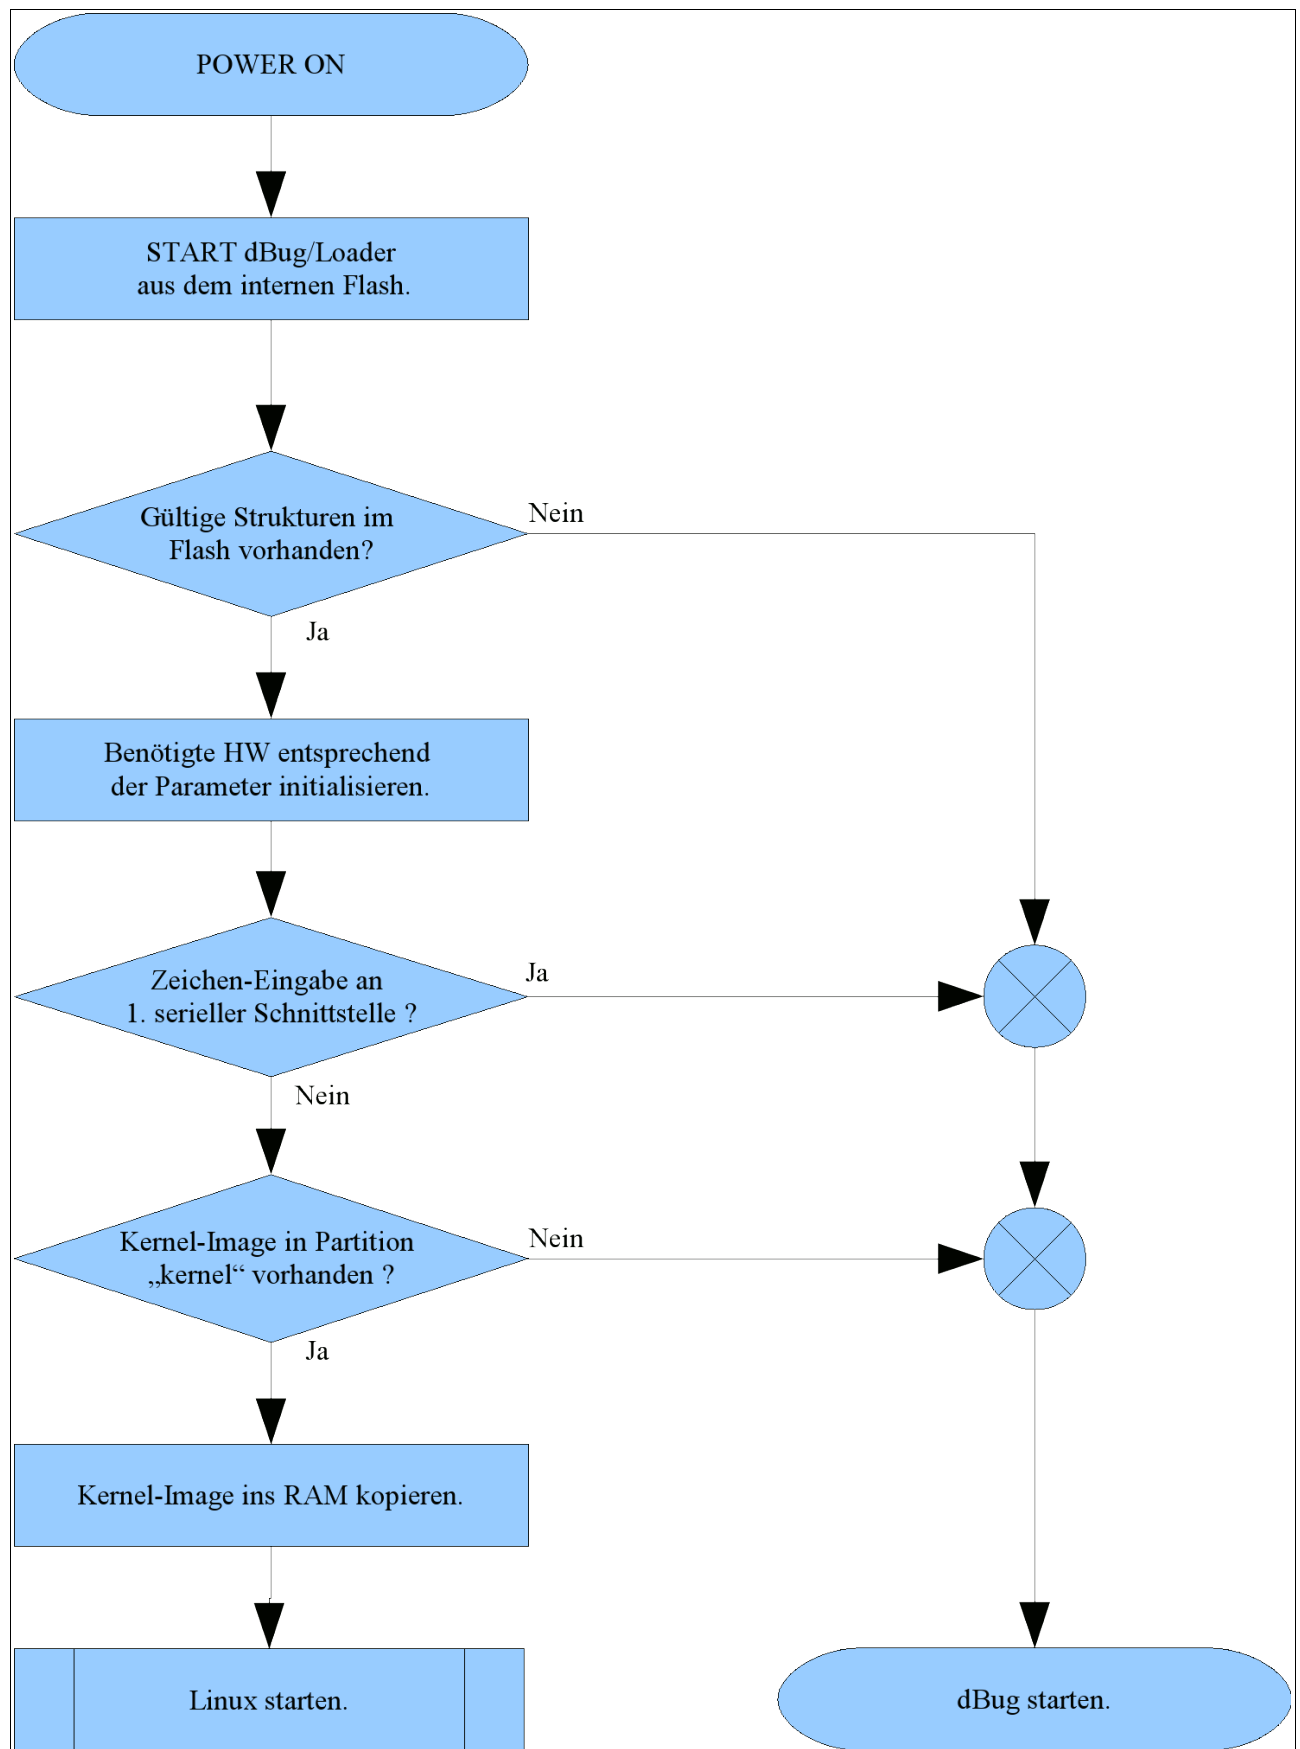 POWER ON
START dBug/Loader
aus dem internen Flash.
Gültige Strukturen im
Flash vorhanden?
Nein
Ja
Benötigte HW entsprechend
der Parameter initialisieren.
Zeichen-Eingabe an
1. serieller Schnittstelle ?
Ja
Nein
Kernel-Image in Partition
„kernel“ vorhanden ?
Nein
Ja
Kernel-Image ins RAM kopieren.
Linux starten.
dBug starten.